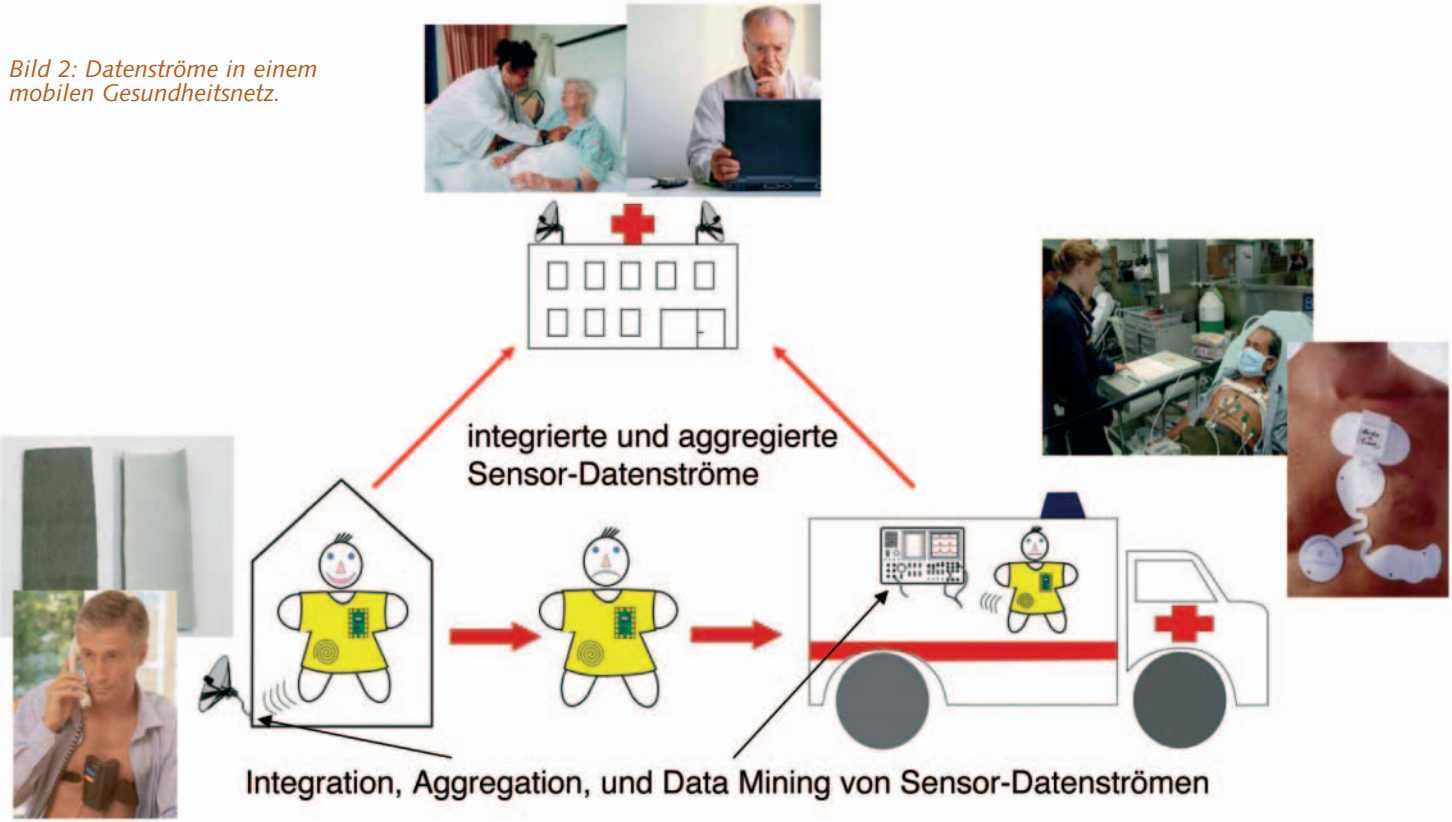 Bild 2: Datenströme in einem
mobilen Gesundheitsnetz.
integrierte und aggregierte
Sensor-Datenströme
Integration, Aggregation, und Data Mining von Sensor-Datenströmen